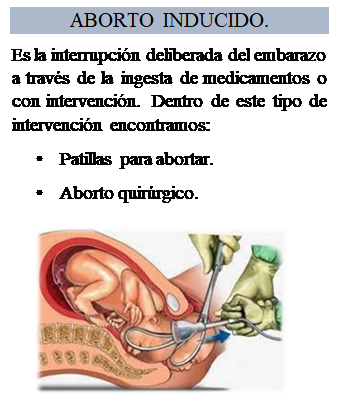 ABORTO INDUCIDO.
Es la interrupción deliberada del embarazo
a través de la ingesta de medicamentos o
con intervención. Dentro de este tipo de
intervención encontramos:
• Patillas para abortar.
• Aborto quirúrgico.